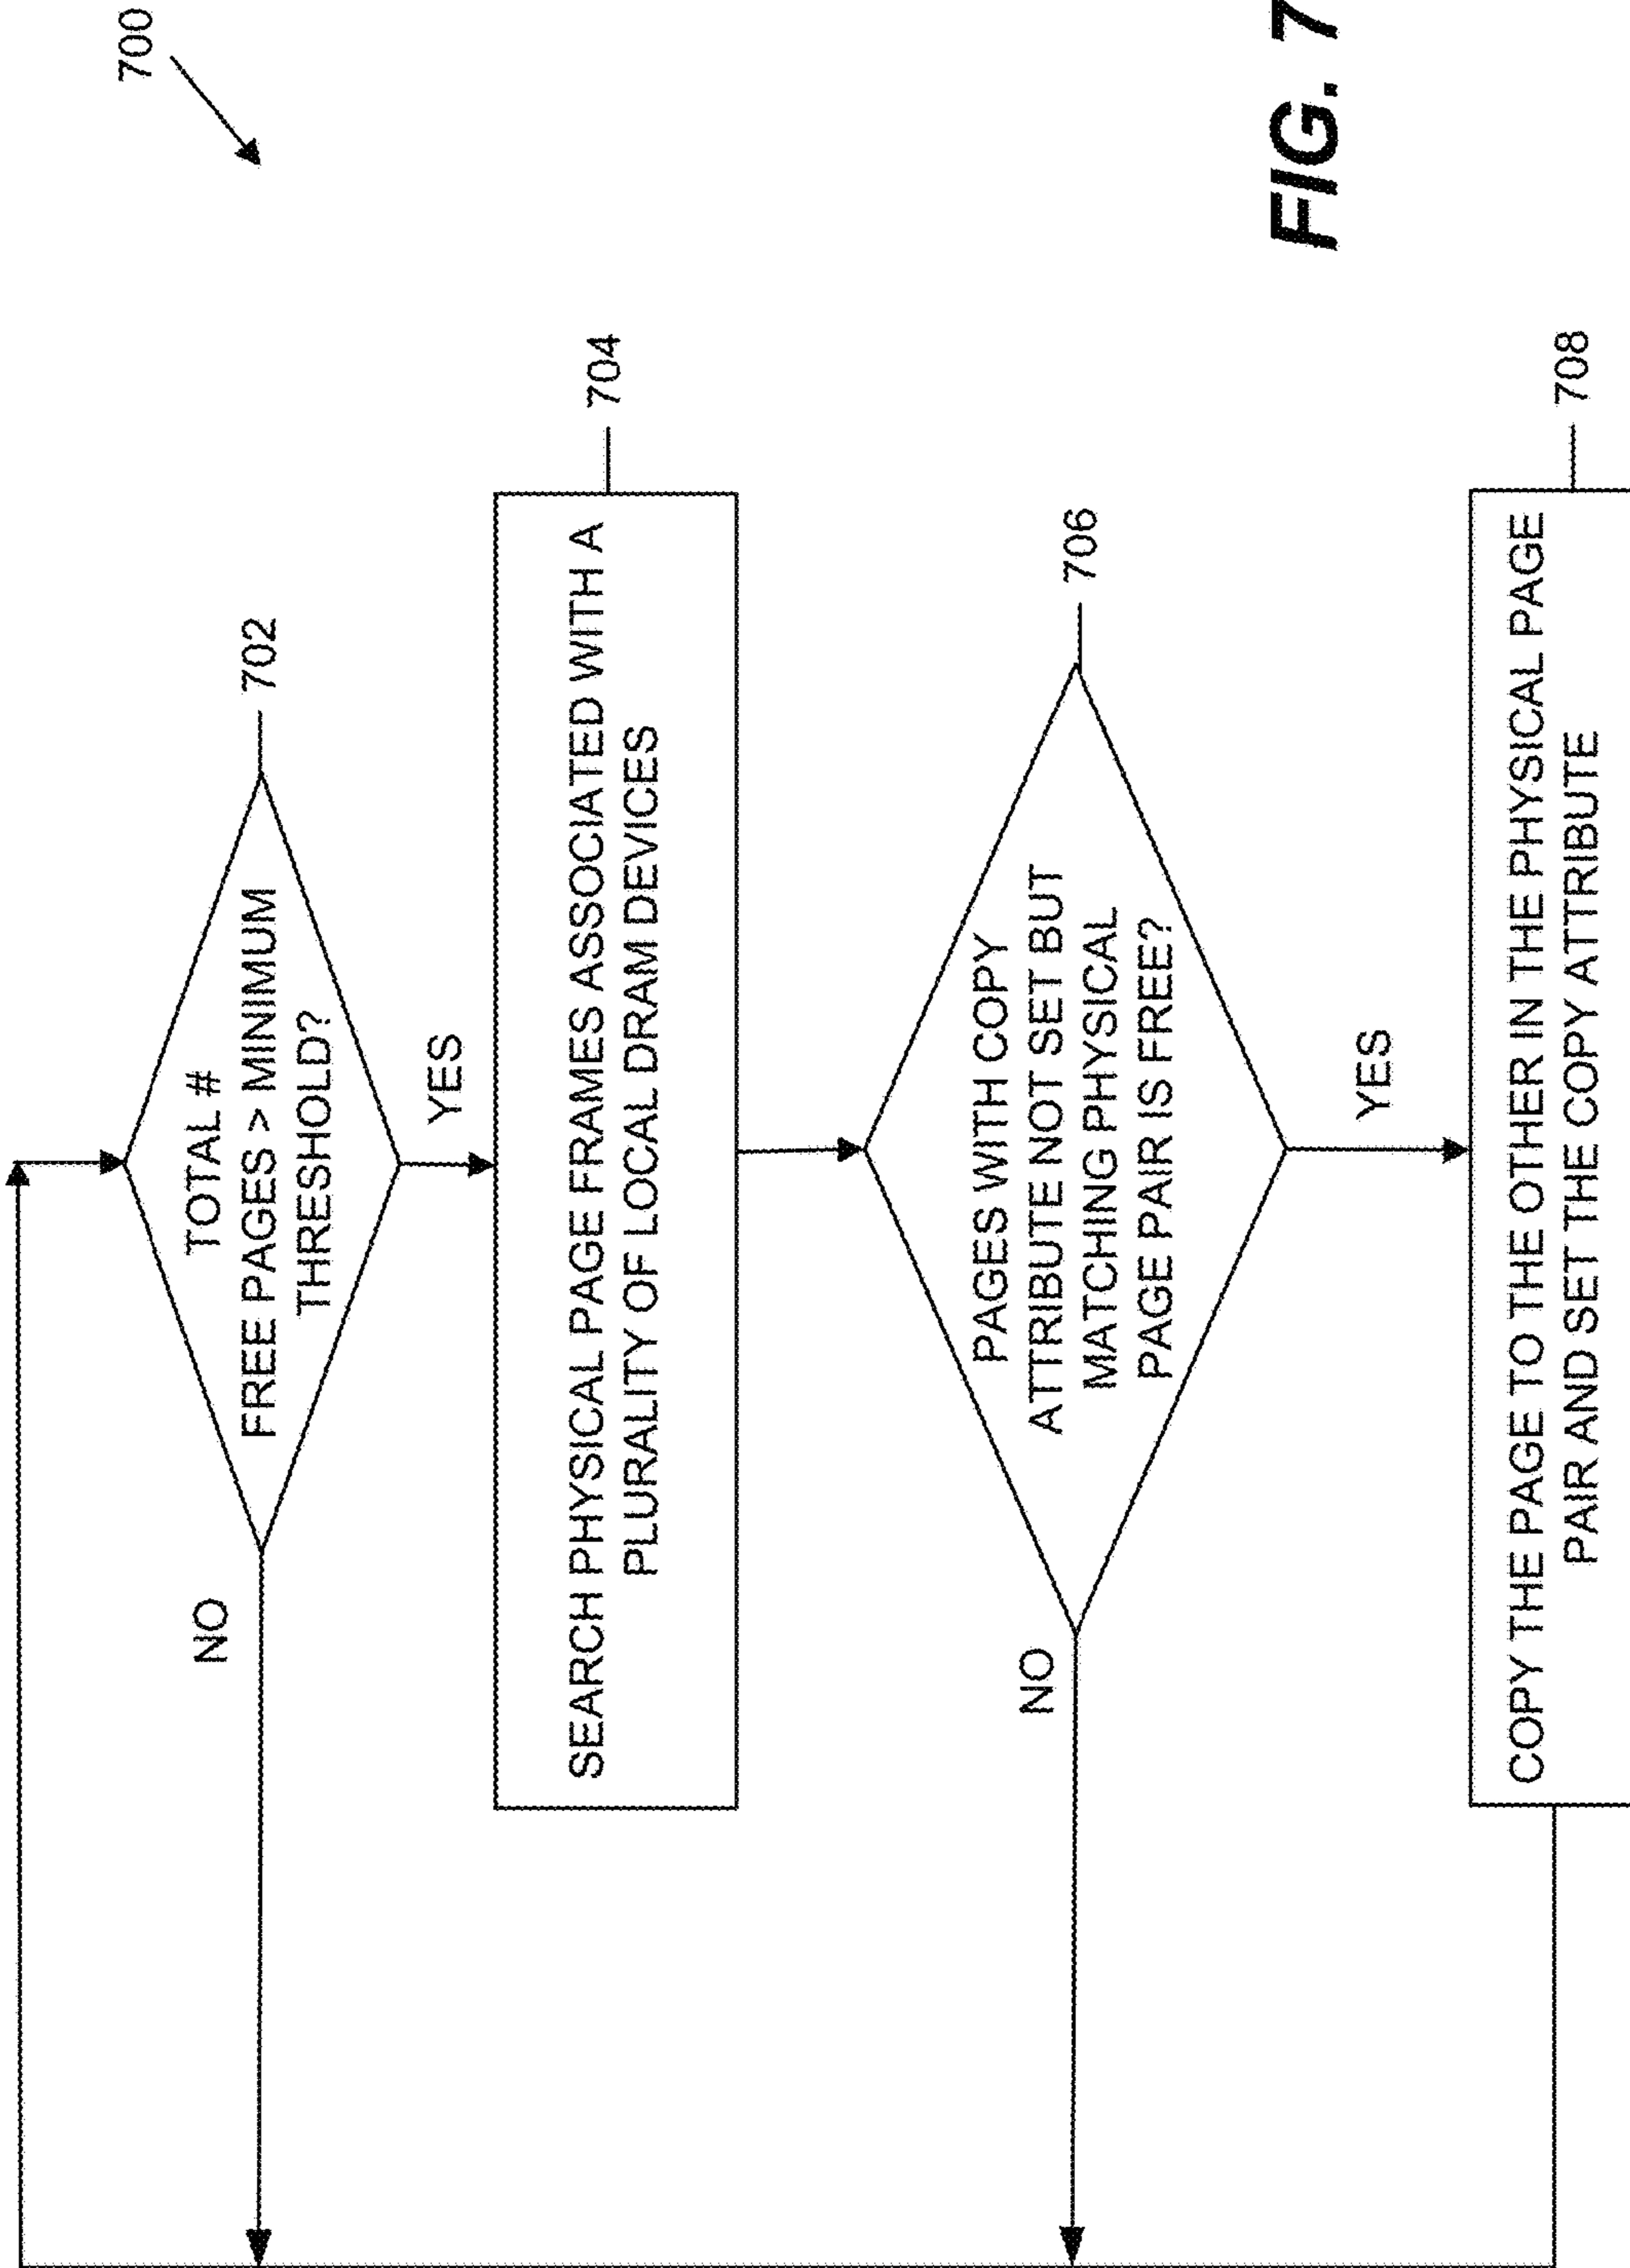 700
TOTAL #
FREE PAGES > MINIMUM
THRESHOLD?
702
NO
YES
SEARCH PHYSICAL PAGE FRAMES ASSOCIATED WITH A
PLURALITY OF LOCAL DRAM DEVICES
704
PAGES WITH COPY
ATTRIBUTE NOT SET BUT
MATCHING PHYSICAL
PAGE PAIR IS FREE?
706
NO
YES
COPY THE PAGE TO THE OTHER IN THE PHYSICAL PAGE
PAIR AND SET THE COPY ATTRIBUTE
708
FIG. 7